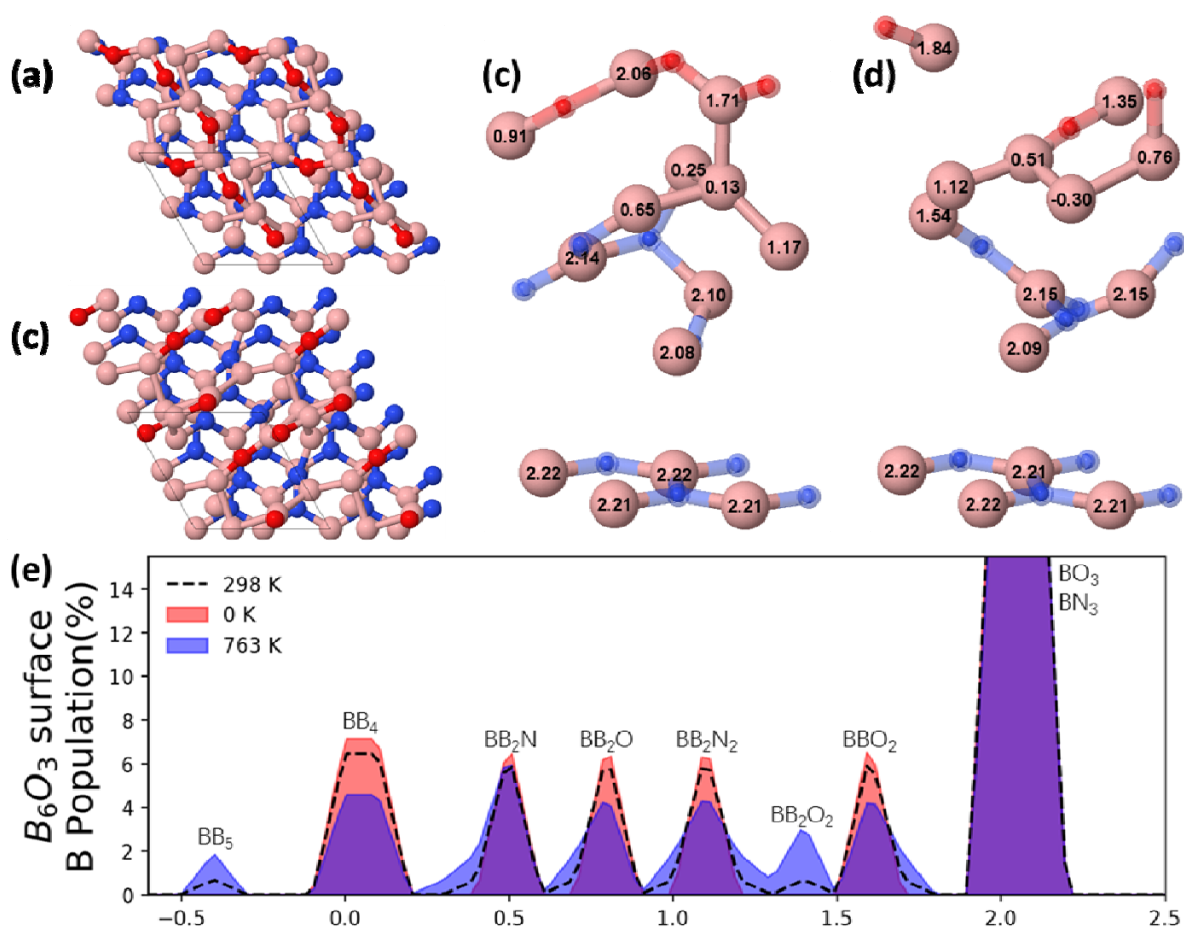 (a)
(c)
(d)
2.06
1.84
1.71
1.35
0.91
0.25
0.13
0.51
0.76
1.12
-0.30
0.65
1.54
1.17
2.14
2.10
2.15
2.15
2.08
2.09
(c)
2.22
2.22
2.21
2.21
2.22
2.21
2.22
2.21
(e)
B₆O₃ surface
B Population(%)
14
12
10
8
6
4
2
0
298 K
0 K
763 K
BB₅
BB₄
BB₂N
BB₂O
BB₂N₂
BB₂O₂
BBO₂
BO₃
BN₃
−0.5
0.0
0.5
1.0
1.5
2.0
2.5